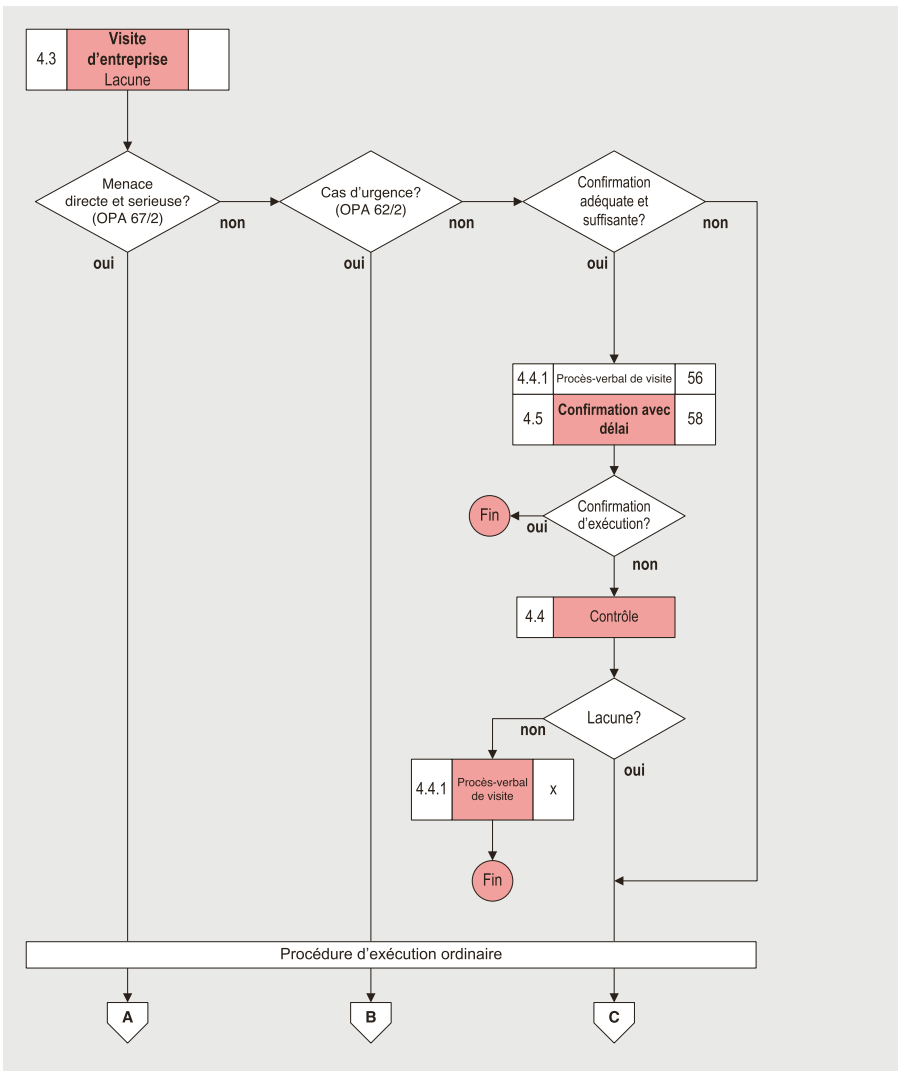 4.3
Visite
d'entreprise
Lacune
Menace
directe et serieuse?
(OPA 67/2)
non
oui
Cas d'urgence?
(OPA 62/2)
non
oui
Confirmation
adéquate et
suffisante?
non
oui
4.4.1 Procès-verbal de visite 56
4.5
Confirmation avec
délai
58
Confirmation
d'exécution?
oui
Fin
non
4.4 Contrôle
Lacune?
non
oui
4.4.1
Procès-verbal
de visite
x
Fin
Procédure d'exécution ordinaire
A
B
C